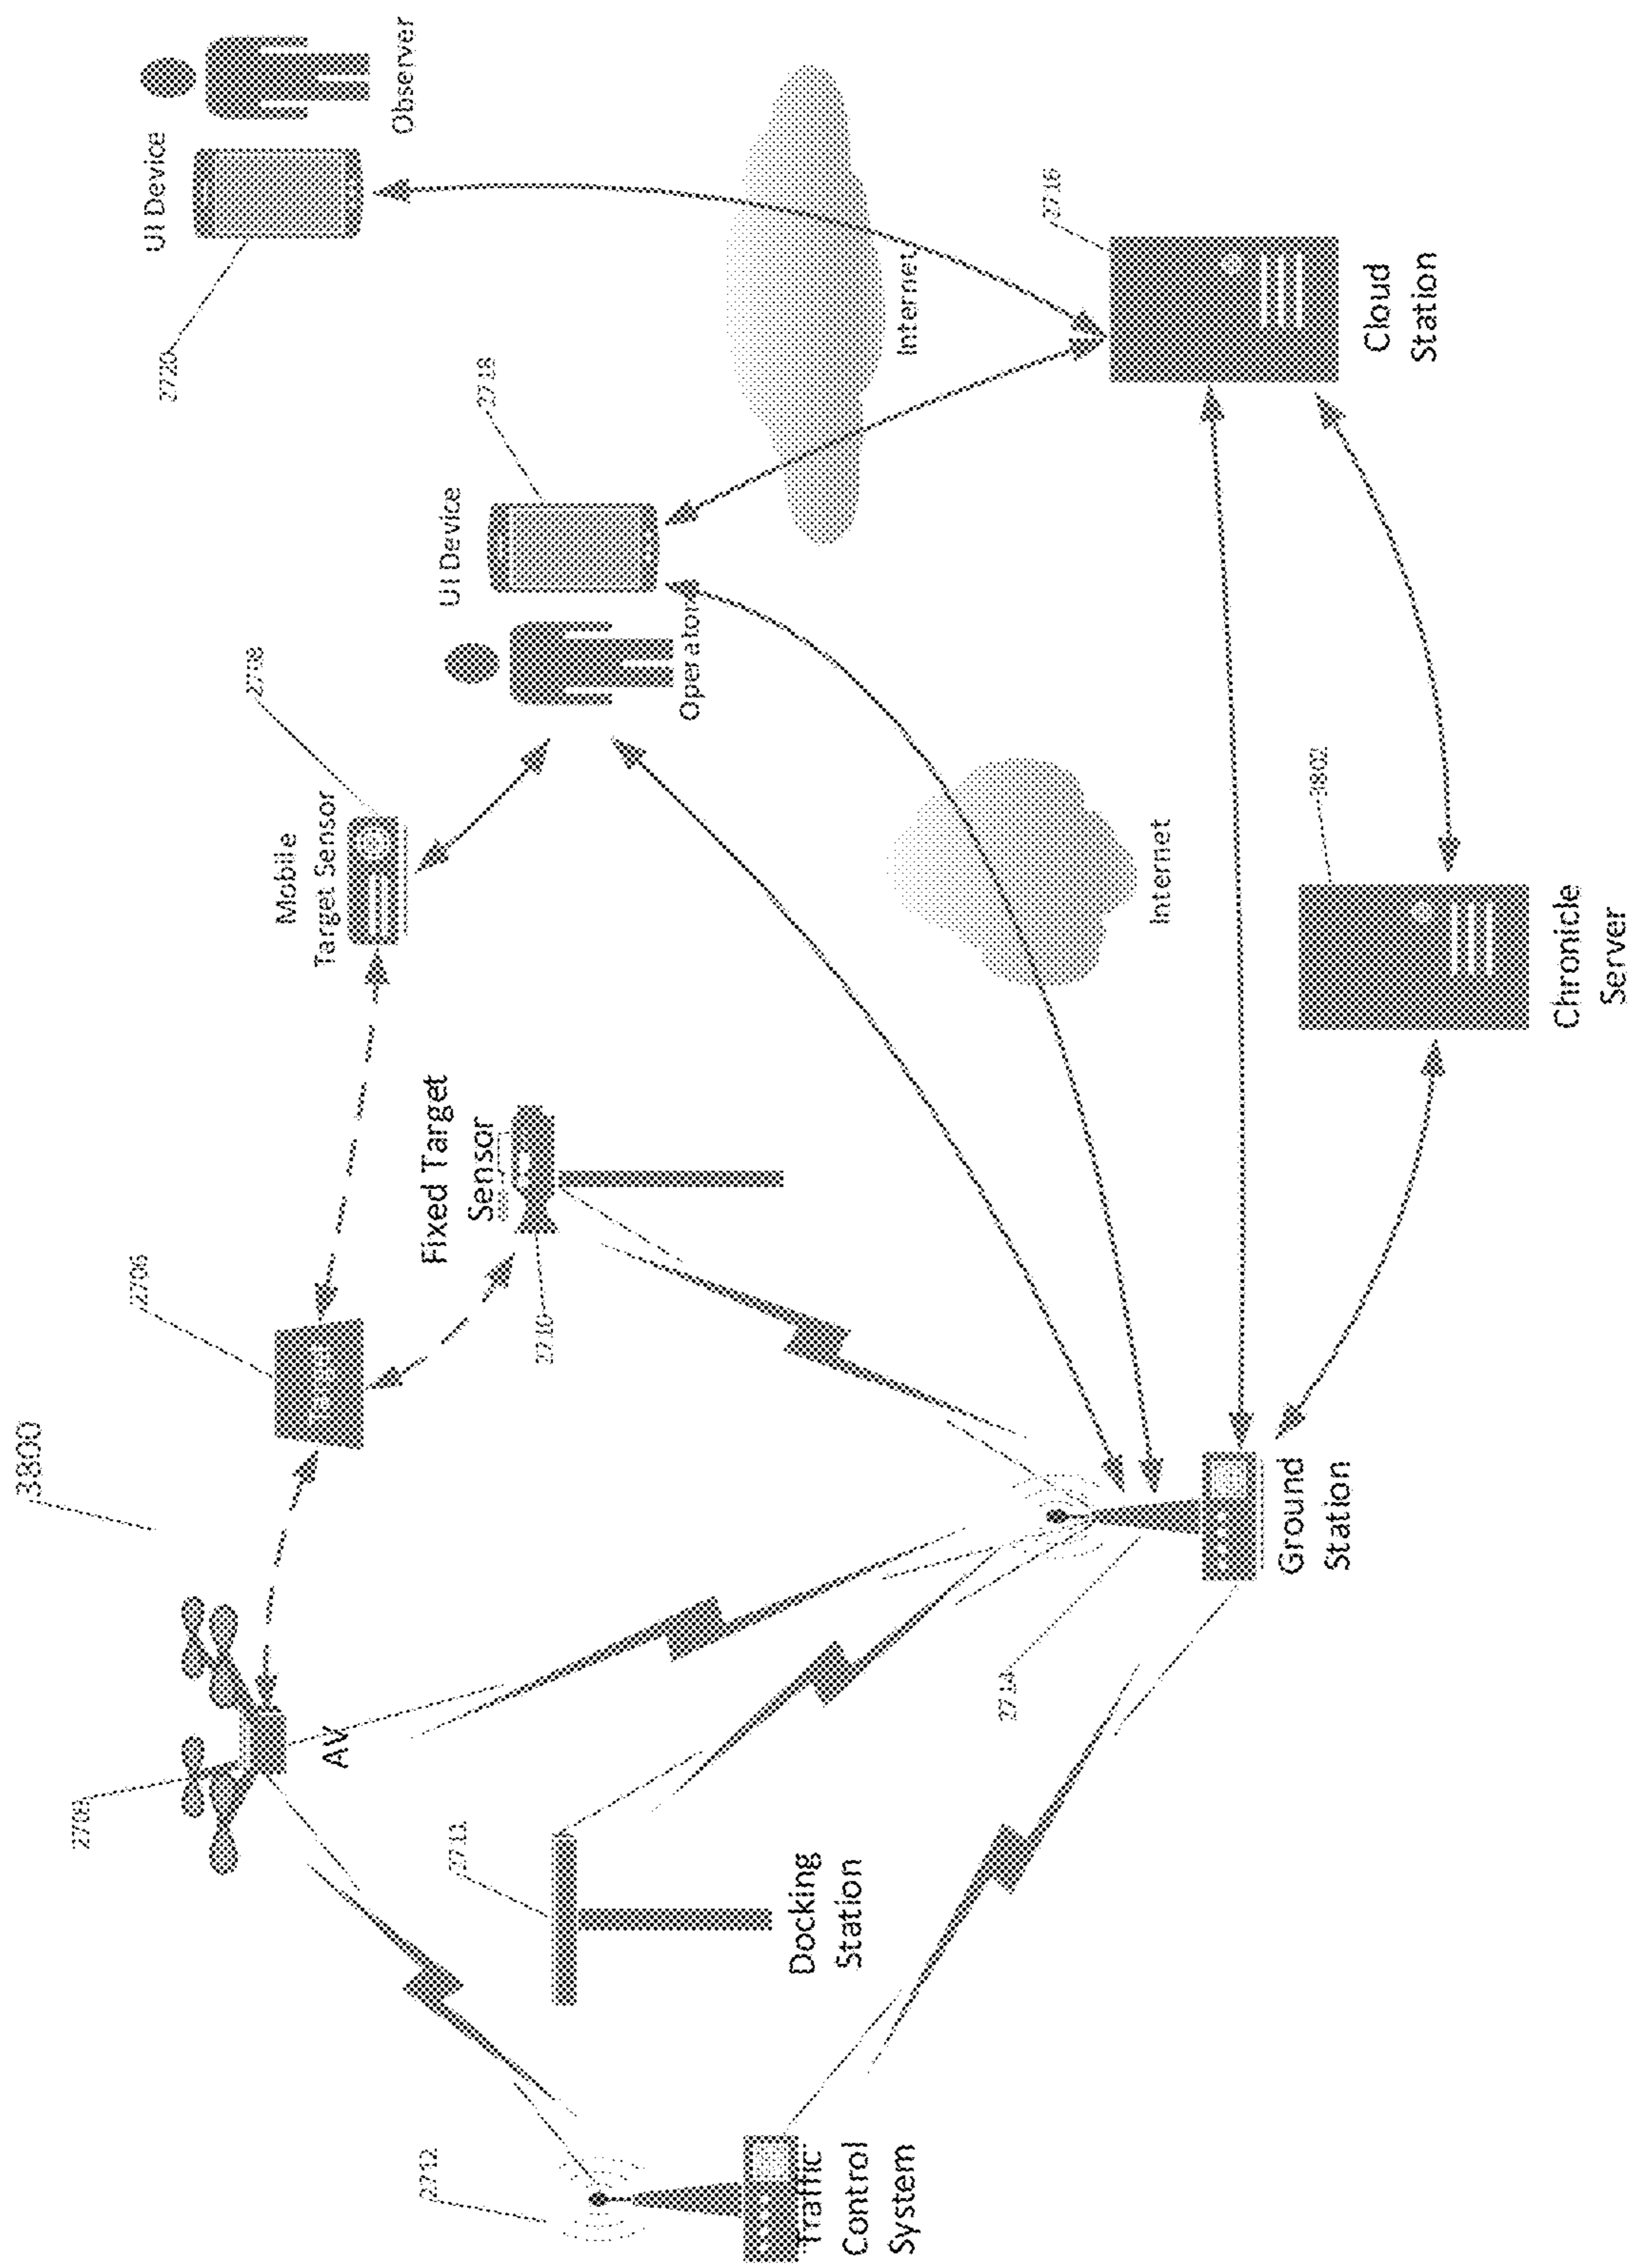 3800
2706
UI Device
2720
2708
Mobile
Target Sensor
AV
Observer
2712
Fixed Target
Sensor
UI Device
2711
2718
2710
Operator
Docking
Station
Traffic
Control
System
Internet
2714
2716
Internet
Ground
Station
3802
Cloud
Station
Chronicle
Server